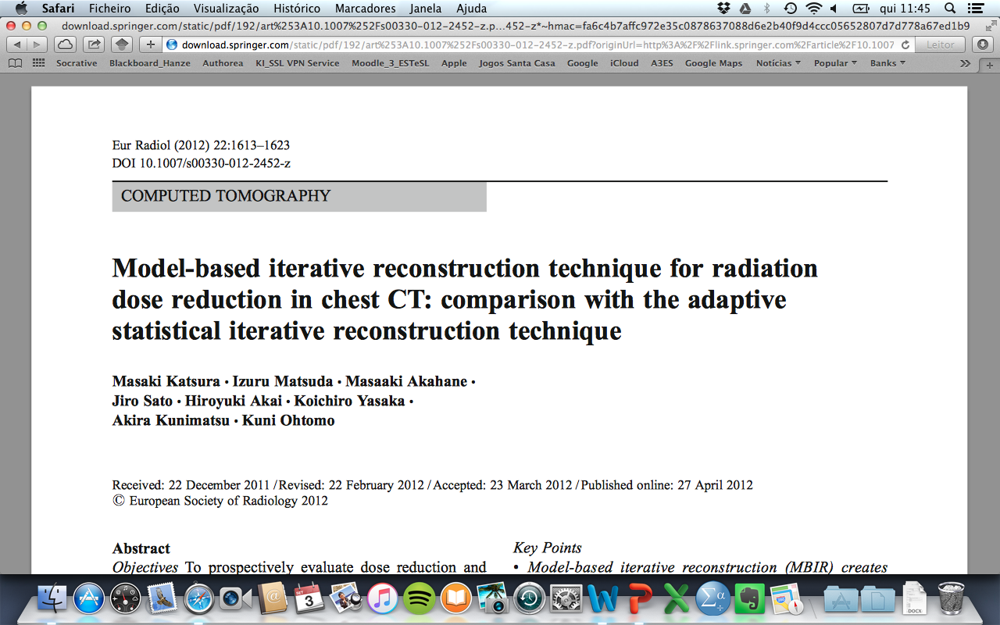 Safari Ficheiro Edição Visualização Histórico Marcadores Janela Ajuda qui 11:45
download.springer.com/static/pdf/192/art%253A10.1007%252Fs00330-012-2452-z.p...452-z*~hmac=fa6c4b7affc972e35c0878637088d6e2b40f9d4ccc05652807d7d778a67ed1b9
download.springer.com/static/pdf/192/art%253A10.1007%252Fs00330-012-2452-z.pdf?originUrl=http%3A%2F%2Flink.springer.com%2Farticle%2F10.1007 Leitor
Socrative Blackboard_Hanze Authorea KI_SSL VPN Service Moodle_3_ESTeSL Apple Jogos Santa Casa Google iCloud A3ES Google Maps Notícias Popular Banks
Eur Radiol (2012) 22:1613–1623
DOI 10.1007/s00330-012-2452-z
COMPUTED TOMOGRAPHY
Model-based iterative reconstruction technique for radiation
dose reduction in chest CT: comparison with the adaptive
statistical iterative reconstruction technique
Masaki Katsura · Izuru Matsuda · Masaaki Akahane ·
Jiro Sato · Hiroyuki Akai · Koichiro Yasaka ·
Akira Kunimatsu · Kuni Ohtomo
Received: 22 December 2011 / Revised: 22 February 2012 / Accepted: 23 March 2012 / Published online: 27 April 2012
© European Society of Radiology 2012
Abstract
Objectives To prospectively evaluate dose reduction and
Key Points
• Model-based iterative reconstruction (MBIR) creates
SET
3
DOCX